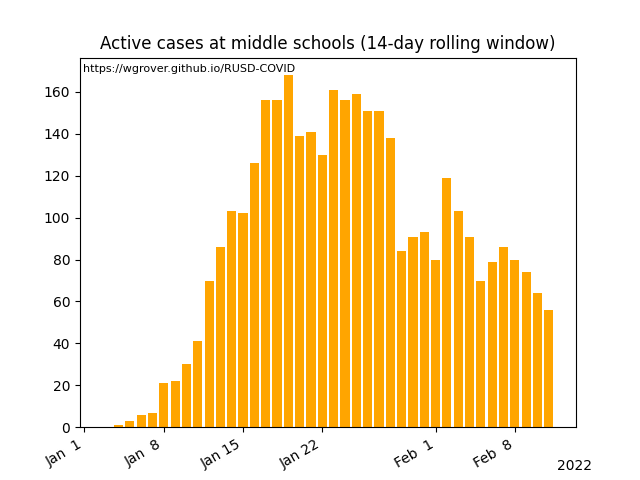 Active cases at middle schools (14-day rolling window)
https://wgrover.github.io/RUSD-COVID
160
140
120
100
80
60
40
20
0
Jan 1
Jan 8
Jan 15
Jan 22
Feb 1
Feb 8
2022